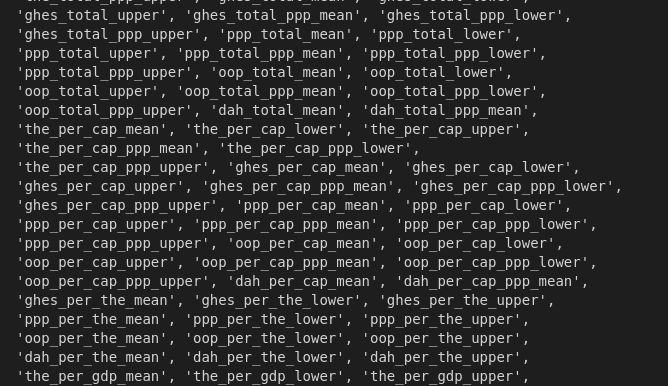 'ghes_total_upper', 'ghes_total_ppp_mean', 'ghes_total_ppp_lower',
'ghes_total_ppp_upper', 'ppp_total_mean', 'ppp_total_lower',
'ppp_total_upper', 'ppp_total_ppp_mean', 'ppp_total_ppp_lower',
'ppp_total_ppp_upper', 'oop_total_mean', 'oop_total_lower',
'oop_total_upper', 'oop_total_ppp_mean', 'oop_total_ppp_lower',
'oop_total_ppp_upper', 'dah_total_mean', 'dah_total_ppp_mean',
'the_per_cap_mean', 'the_per_cap_lower', 'the_per_cap_upper',
'the_per_cap_ppp_mean', 'the_per_cap_ppp_lower',
'the_per_cap_ppp_upper', 'ghes_per_cap_mean', 'ghes_per_cap_lower',
'ghes_per_cap_upper', 'ghes_per_cap_ppp_mean', 'ghes_per_cap_ppp_lower',
'ghes_per_cap_ppp_upper', 'ppp_per_cap_mean', 'ppp_per_cap_lower',
'ppp_per_cap_upper', 'ppp_per_cap_ppp_mean', 'ppp_per_cap_ppp_lower',
'ppp_per_cap_ppp_upper', 'oop_per_cap_mean', 'oop_per_cap_lower',
'oop_per_cap_upper', 'oop_per_cap_ppp_mean', 'oop_per_cap_ppp_lower',
'oop_per_cap_ppp_upper', 'dah_per_cap_mean', 'dah_per_cap_ppp_mean',
'ghes_per_the_mean', 'ghes_per_the_lower', 'ghes_per_the_upper',
'ppp_per_the_mean', 'ppp_per_the_lower', 'ppp_per_the_upper',
'oop_per_the_mean', 'oop_per_the_lower', 'oop_per_the_upper',
'dah_per_the_mean', 'dah_per_the_lower', 'dah_per_the_upper',
'the_per_gdp_mean', 'the_per_gdp_lower', 'the_per_gdp_upper',